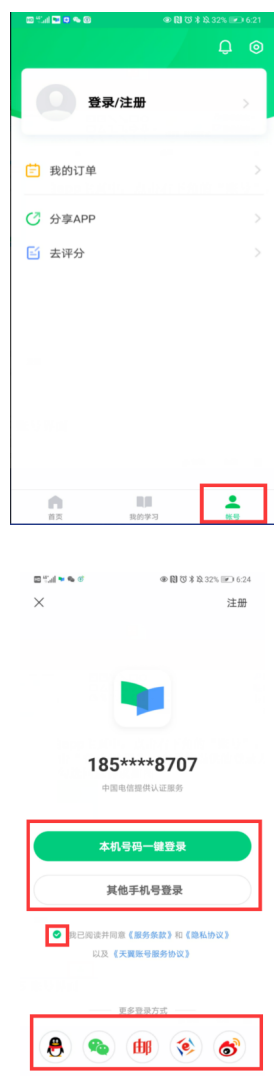 32% 6:21
登录/注册
我的订单
分享APP
去评分
首页
我的学习
账号
32% 6:24
注册
185****8707
中国电信提供认证服务
本机号码一键登录
其他手机号登录
我已阅读并同意《服务条款》和《隐私协议》
以及《天翼账号服务协议》
更多登录方式
邮